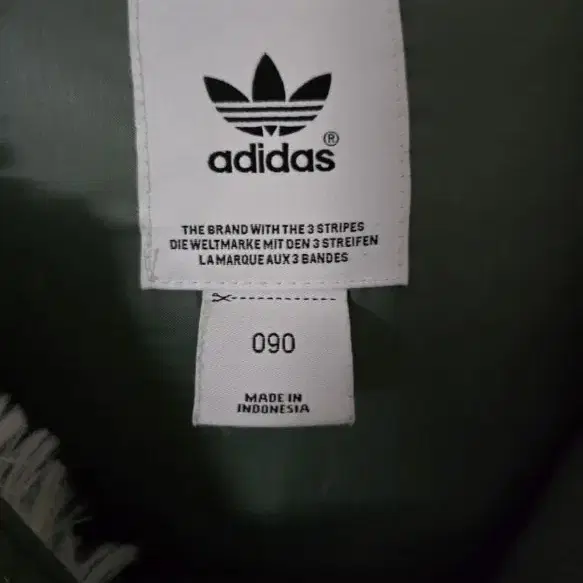 adidas®
THE BRAND WITH THE 3 STRIPES
DIE WELTMARKE MIT DEN 3 STREIFEN
LA MARQUE AUX 3 BANDES
090
MADE IN
INDONESIA